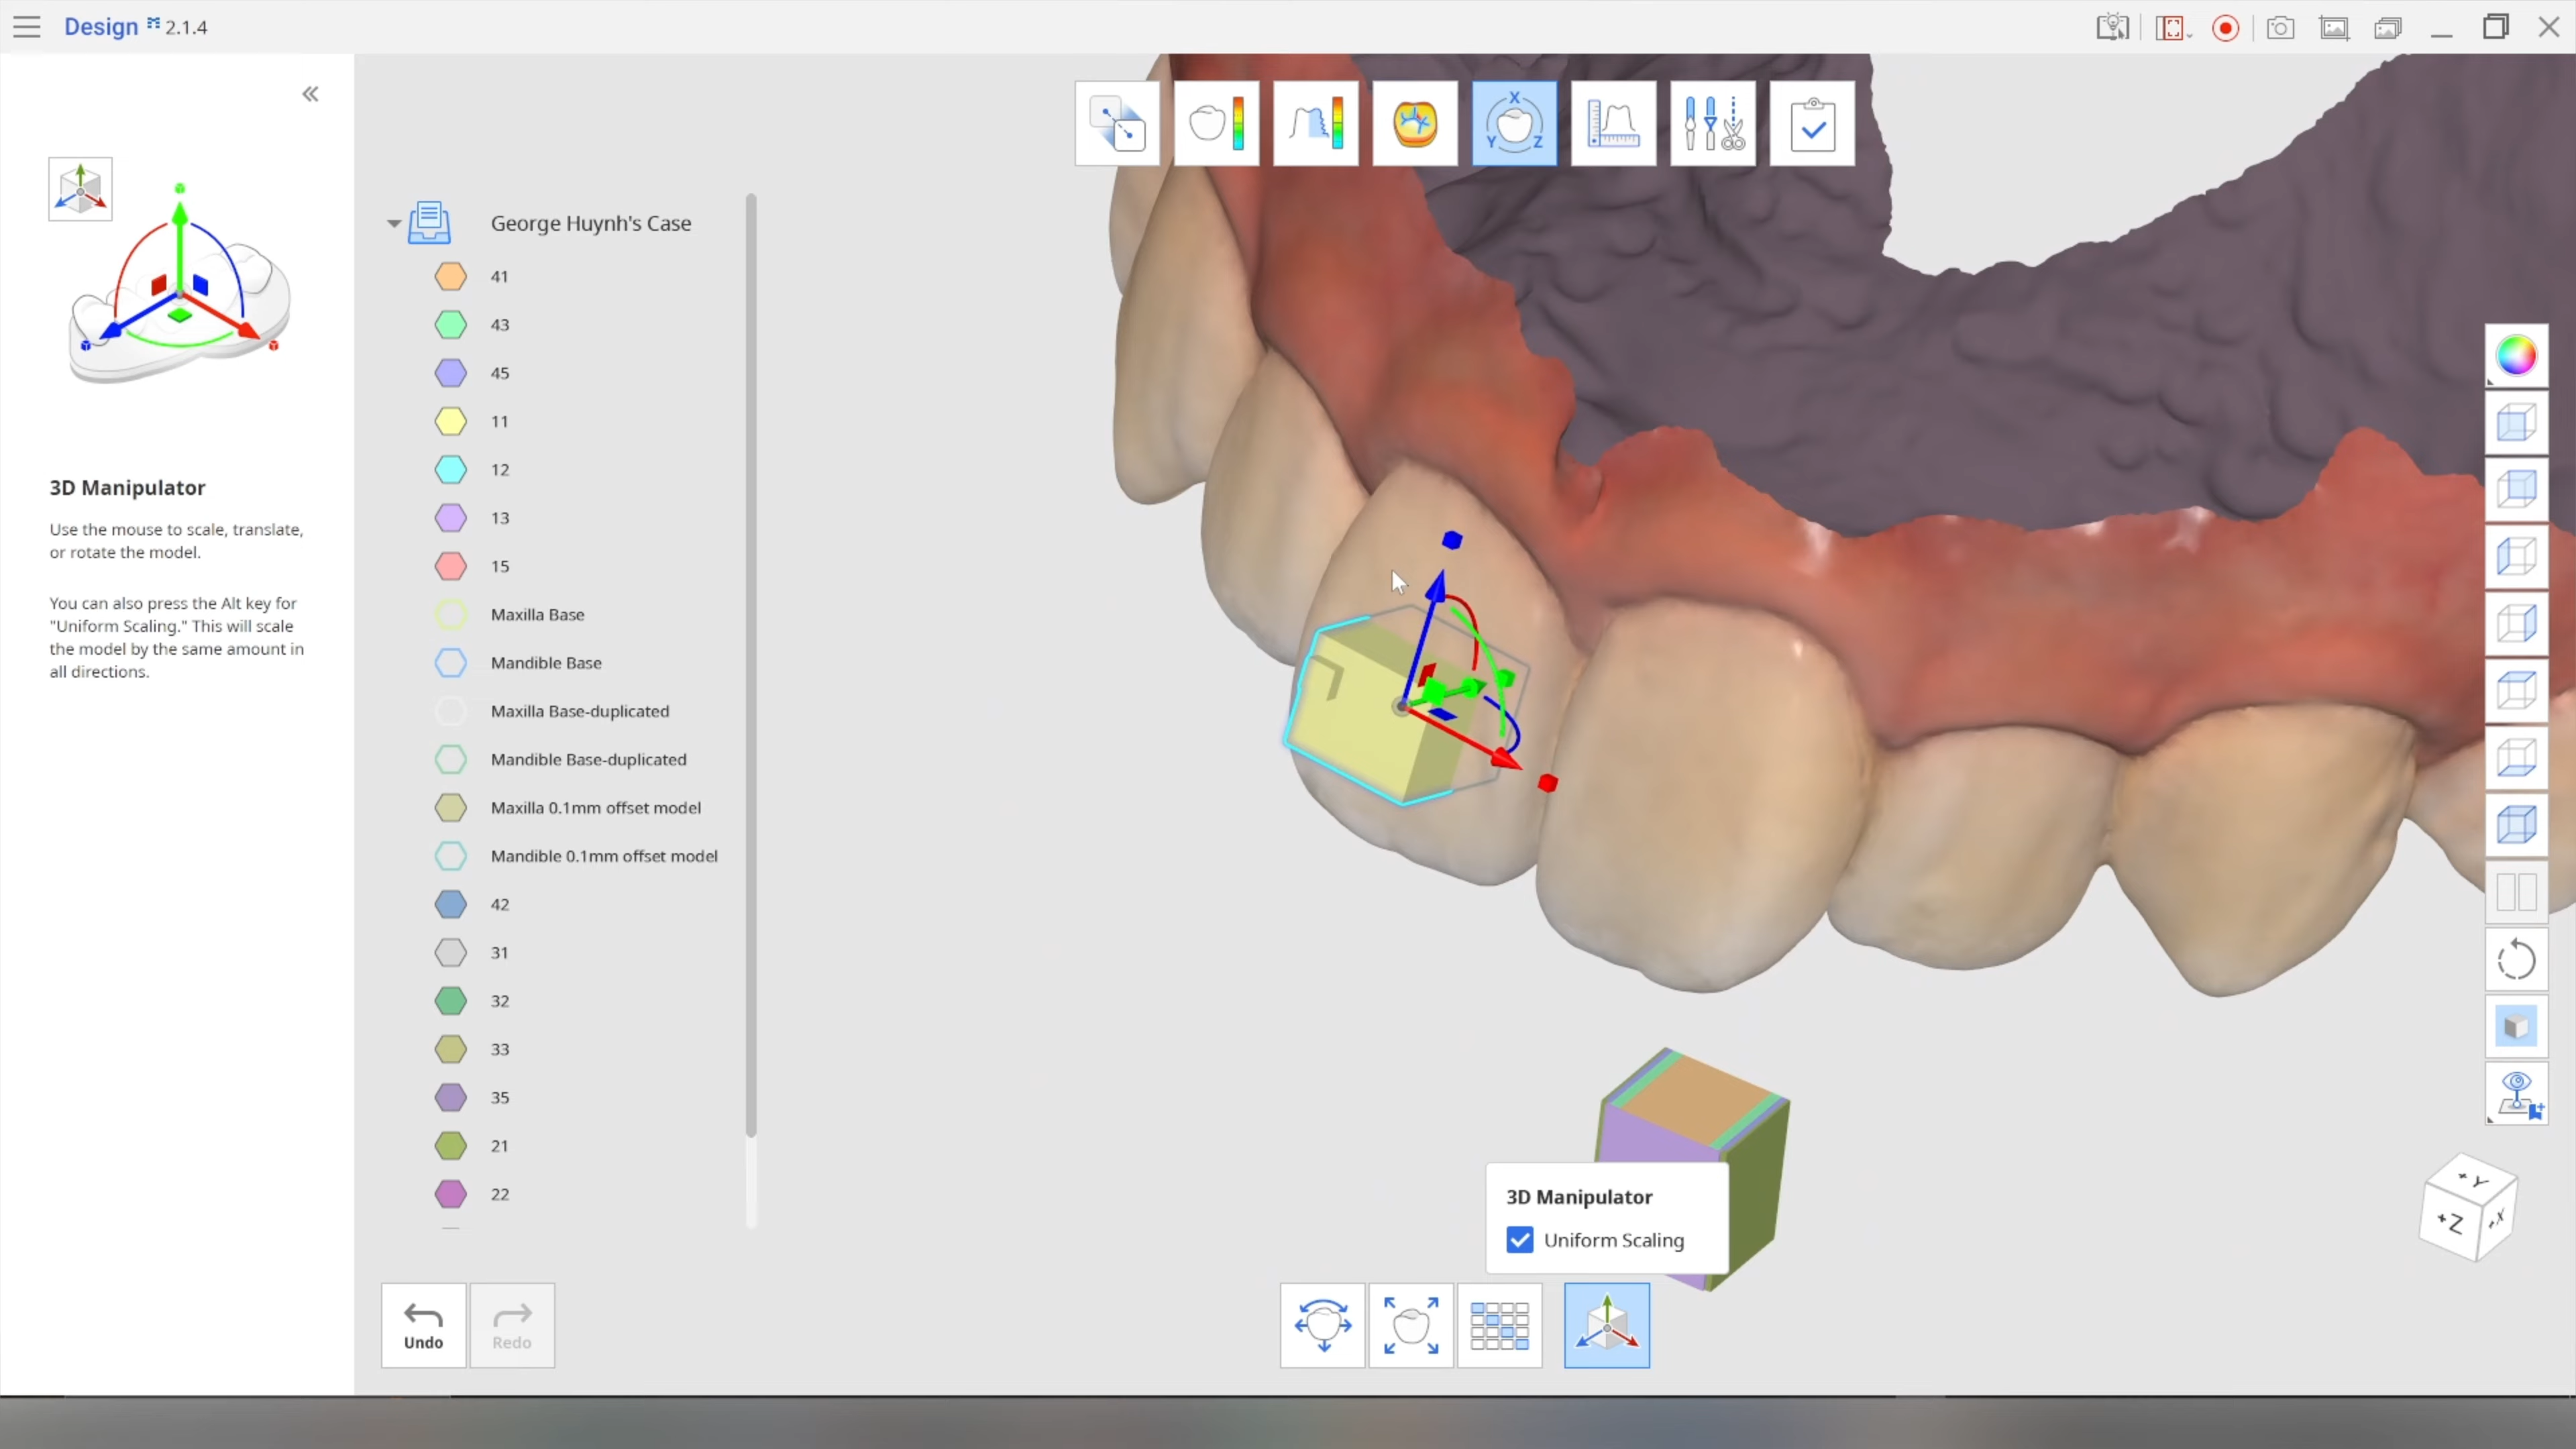 Design 2.1.4
X
Y Z
3D Manipulator
Use the mouse to scale, translate,
or rotate the model.
You can also press the Alt key for
"Uniform Scaling." This will scale
the model by the same amount in
all directions.
George Huynh's Case
41
43
45
11
12
13
15
Maxilla Base
Mandible Base
Maxilla Base-duplicated
Mandible Base-duplicated
Maxilla 0.1mm offset model
Mandible 0.1mm offset model
42
31
32
33
35
21
22
3D Manipulator
Uniform Scaling
+Y
+Z
Undo
Redo